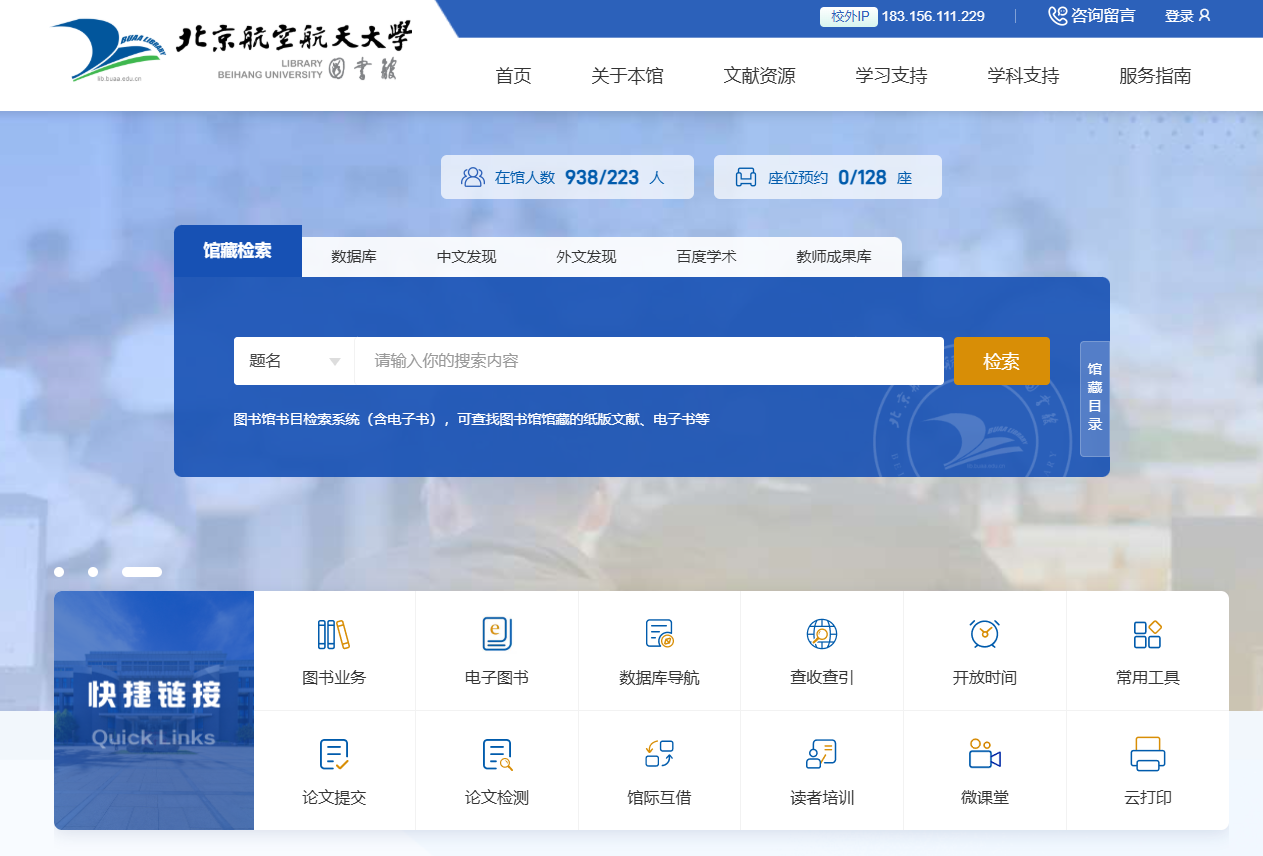 校外IP 183.156.111.229 咨询留言 登录
BUAA LIBRARY
lib.buaa.edu.cn
北京航空航天大学
LIBRARY
BEIHANG UNIVERSITY 图书馆
首页 关于本馆 文献资源 学习支持 学科支持 服务指南
在馆人数 938/223 人 座位预约 0/128 座
馆藏检索 数据库 中文发现 外文发现 百度学术 教师成果库
题名 请输入你的搜索内容 检索
馆藏目录
图书馆书目检索系统（含电子书），可查找图书馆馆藏的纸版文献、电子书等
快捷链接
Quick Links
图书业务 电子图书 数据库导航 查收查引 开放时间 常用工具
论文提交 论文检测 馆际互借 读者培训 微课堂 云打印